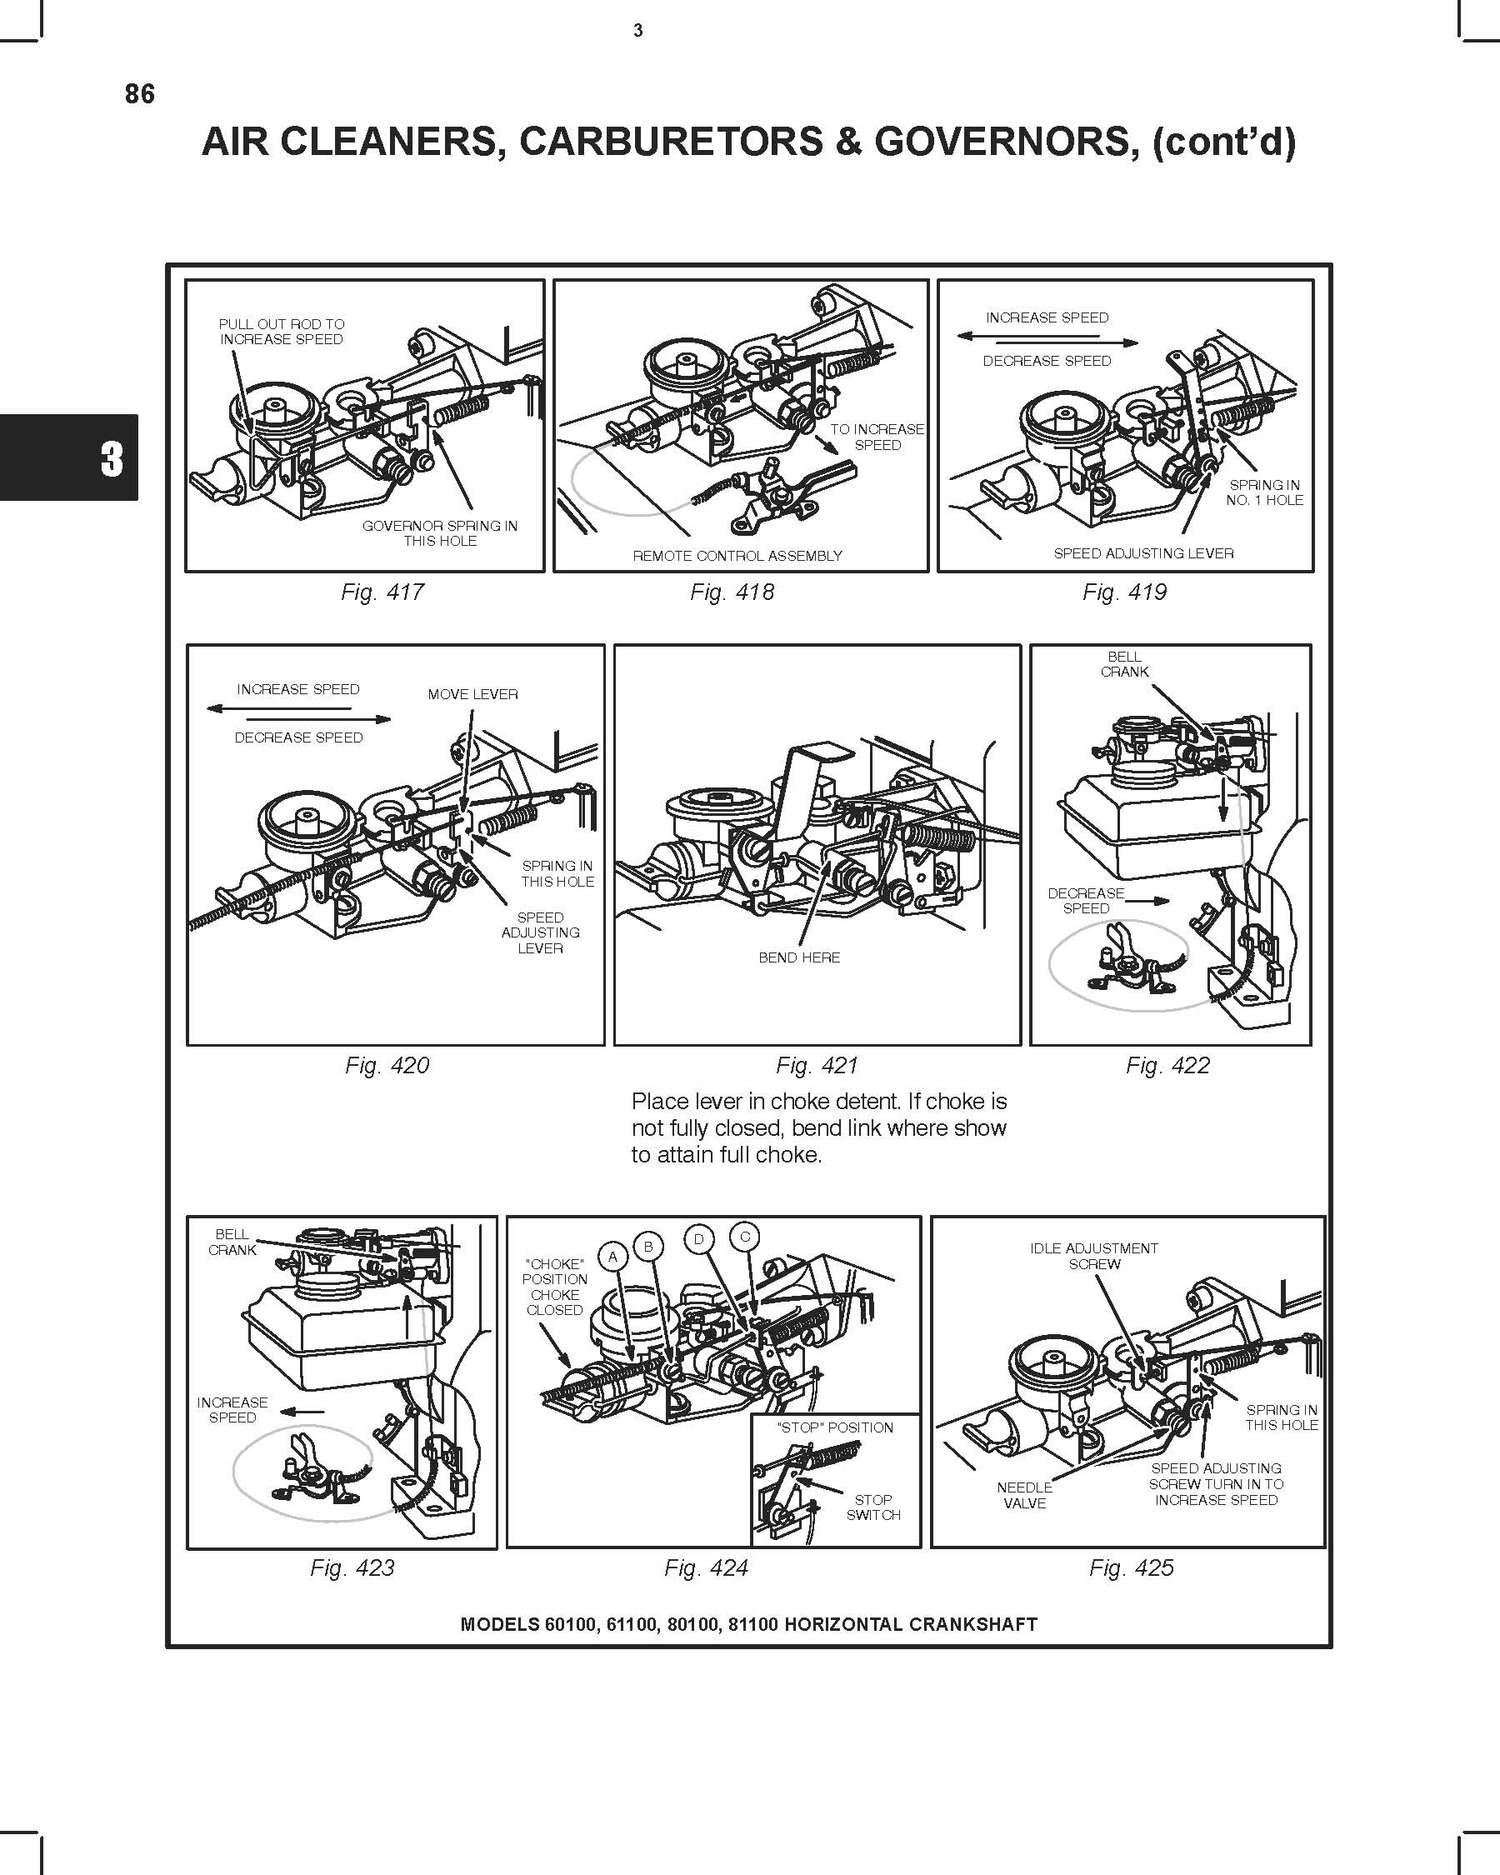 3
86
AIR CLEANERS, CARBURETORS & GOVERNORS, (cont’d)
3
PULL OUT ROD TO
INCREASE SPEED
GOVERNOR SPRING IN
THIS HOLE
Fig. 417
TO INCREASE
SPEED
REMOTE CONTROL ASSEMBLY
Fig. 418
INCREASE SPEED
DECREASE SPEED
SPRING IN
NO. 1 HOLE
SPEED ADJUSTING LEVER
Fig. 419
INCREASE SPEED
DECREASE SPEED
MOVE LEVER
SPRING IN
THIS HOLE
SPEED
ADJUSTING
LEVER
Fig. 420
BEND HERE
Fig. 421
Place lever in choke detent. If choke is
not fully closed, bend link where show
to attain full choke.
BELL
CRANK
DECREASE
SPEED
Fig. 422
BELL
CRANK
INCREASE
SPEED
Fig. 423
"CHOKE"
POSITION
CHOKE
CLOSED
A
B
D
C
"STOP" POSITION
STOP
SWITCH
Fig. 424
IDLE ADJUSTMENT
SCREW
SPRING IN
THIS HOLE
NEEDLE
VALVE
SPEED ADJUSTING
SCREW TURN IN TO
INCREASE SPEED
Fig. 425
MODELS 60100, 61100, 80100, 81100 HORIZONTAL CRANKSHAFT